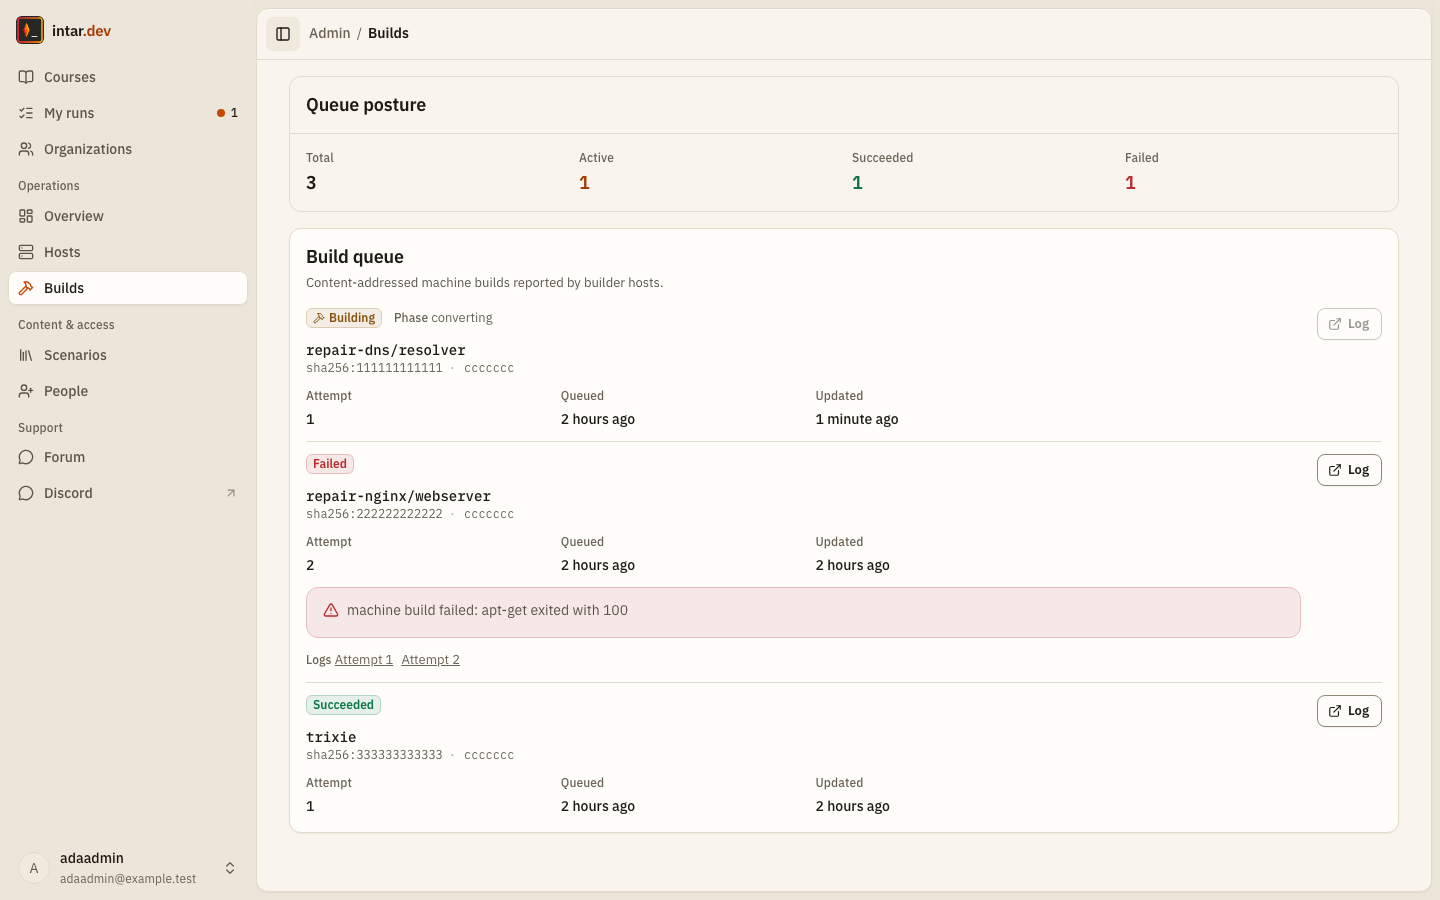 intar.dev
Courses
My runs 1
Organizations
Operations
Overview
Hosts
Builds
Content & access
Scenarios
People
Support
Forum
Discord
A
adaadmin
adaadmin@example.test
Admin / Builds
Queue posture
Total Active Succeeded Failed
3 1 1 1
Build queue
Content-addressed machine builds reported by builder hosts.
Building Phase converting Log
repair-dns/resolver
sha256:111111111111 · ccccccc
Attempt Queued Updated
1 2 hours ago 1 minute ago
Failed Log
repair-nginx/webserver
sha256:222222222222 · ccccccc
Attempt Queued Updated
2 2 hours ago 2 hours ago
machine build failed: apt-get exited with 100
Logs Attempt 1 Attempt 2
Succeeded Log
trixie
sha256:333333333333 · ccccccc
Attempt Queued Updated
1 2 hours ago 2 hours ago